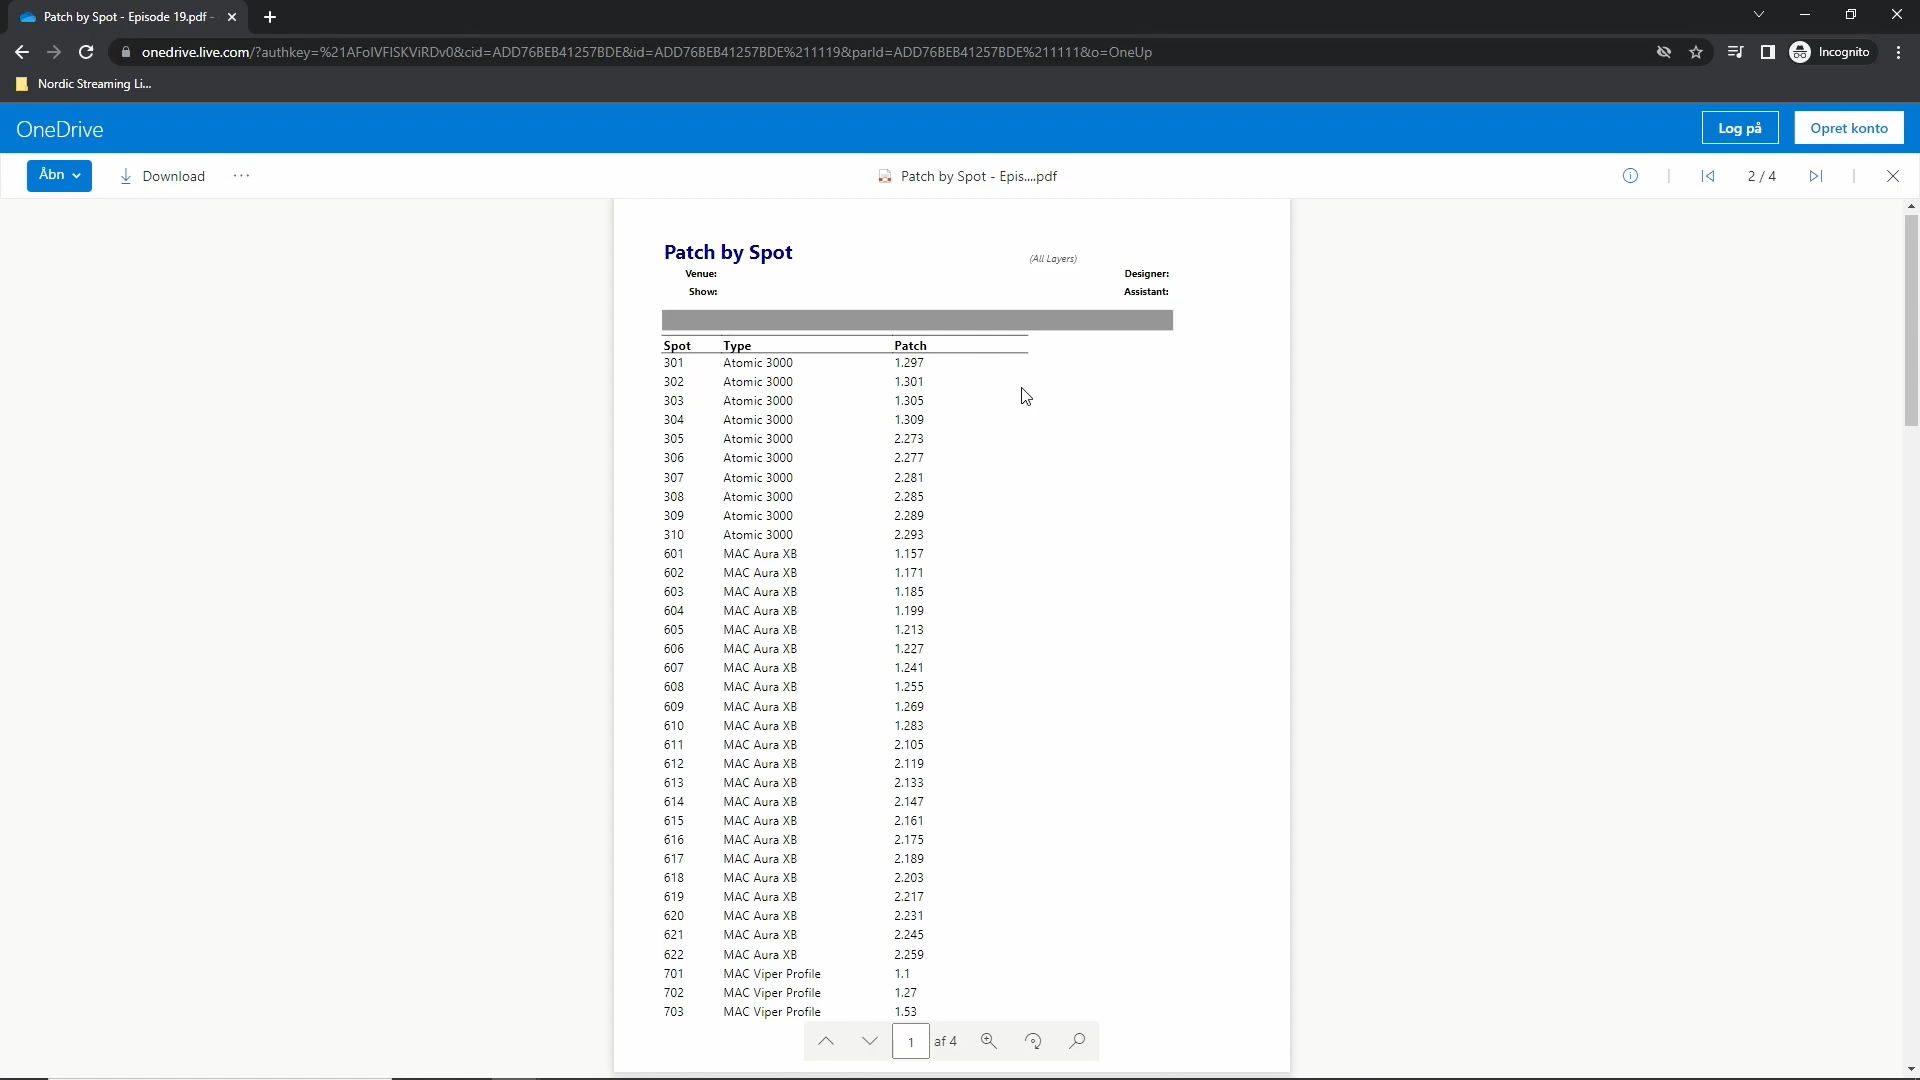 Patch by Spot - Episode 19.pdf -
onedrive.live.com/?authkey=%21AFoIVFISKViRDv0&cid=ADD76BEB41257BDE&id=ADD76BEB41257BDE%211119&parId=ADD76BEB41257BDE%211111&o=OneUp
Incognito
Nordic Streaming Li...
OneDrive
Log på
Opret konto
Åbn
Download
···
Patch by Spot - Epis....pdf
2 / 4
Patch by Spot
(All Layers)
Venue:
Designer:
Show:
Assistant:
Spot Type Patch
301 Atomic 3000 1.297
302 Atomic 3000 1.301
303 Atomic 3000 1.305
304 Atomic 3000 1.309
305 Atomic 3000 2.273
306 Atomic 3000 2.277
307 Atomic 3000 2.281
308 Atomic 3000 2.285
309 Atomic 3000 2.289
310 Atomic 3000 2.293
601 MAC Aura XB 1.157
602 MAC Aura XB 1.171
603 MAC Aura XB 1.185
604 MAC Aura XB 1.199
605 MAC Aura XB 1.213
606 MAC Aura XB 1.227
607 MAC Aura XB 1.241
608 MAC Aura XB 1.255
609 MAC Aura XB 1.269
610 MAC Aura XB 1.283
611 MAC Aura XB 2.105
612 MAC Aura XB 2.119
613 MAC Aura XB 2.133
614 MAC Aura XB 2.147
615 MAC Aura XB 2.161
616 MAC Aura XB 2.175
617 MAC Aura XB 2.189
618 MAC Aura XB 2.203
619 MAC Aura XB 2.217
620 MAC Aura XB 2.231
621 MAC Aura XB 2.245
622 MAC Aura XB 2.259
701 MAC Viper Profile 1.1
702 MAC Viper Profile 1.27
703 MAC Viper Profile 1.53
1 af 4